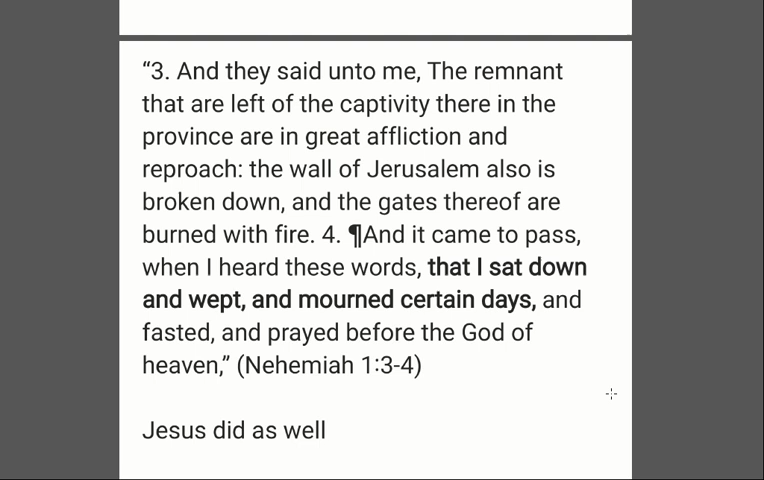 “3. And they said unto me, The remnant
that are left of the captivity there in the
province are in great affliction and
reproach: the wall of Jerusalem also is
broken down, and the gates thereof are
burned with fire. 4. ¶And it came to pass,
when I heard these words, that I sat down
and wept, and mourned certain days, and
fasted, and prayed before the God of
heaven,” (Nehemiah 1:3-4)
Jesus did as well